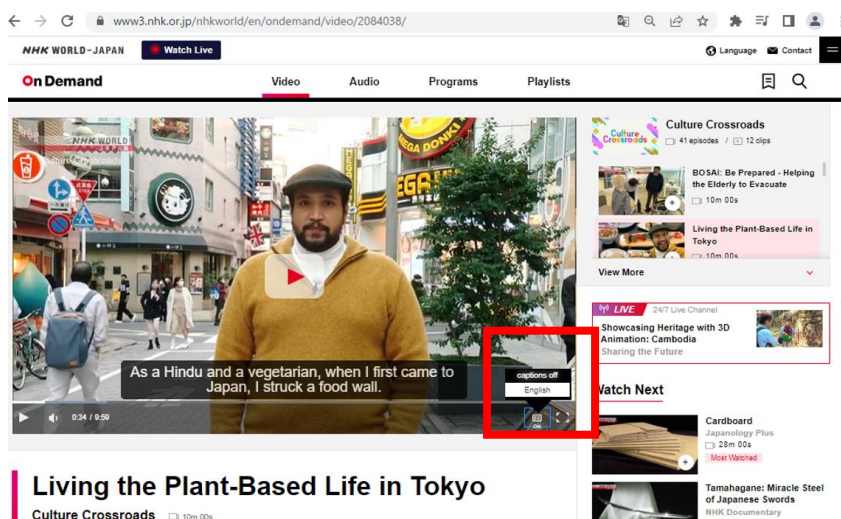 www3.nhk.or.jp/nhkworld/en/ondemand/video/2084038/
NHK WORLD-JAPAN
Watch Live
Language
Contact
On Demand
Video
Audio
Programs
Playlists
NHK WORLD
Culture Crossroads
MEGA DONKI
MEGA
As a Hindu and a vegetarian, when I first came to
Japan, I struck a food wall.
captions off
English
0:34 / 9:59
ON
Living the Plant-Based Life in Tokyo
Culture Crossroads
10m 00s
Culture
Crossroads
Culture Crossroads
41 episodes / 12 clips
BOSAI: Be Prepared - Helping
the Elderly to Evacuate
10m 00s
Living the Plant-Based Life in
Tokyo
10m 00s
View More
LIVE
24/7 Live Channel
Showcasing Heritage with 3D
Animation: Cambodia
Sharing the Future
Watch Next
Cardboard
Japanology Plus
28m 00s
Most Watched
Tamahagane: Miracle Steel
of Japanese Swords
NHK Documentary